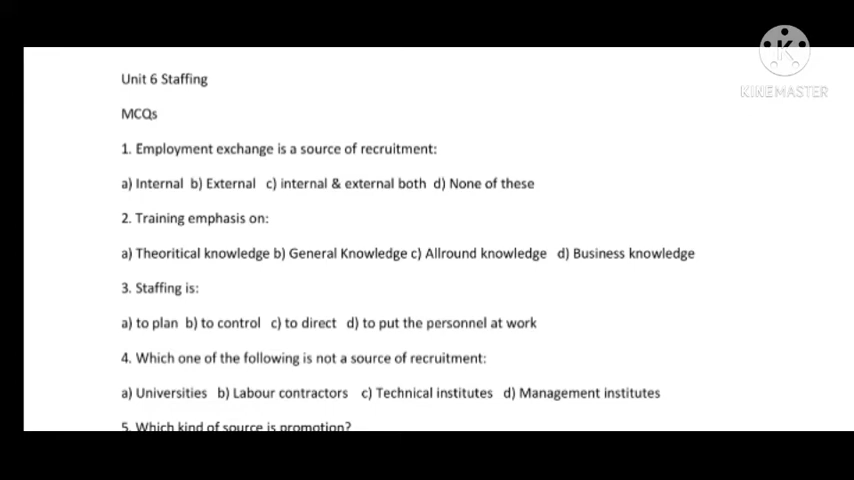 Unit 6 Staffing
KINEMASTER
MCQs
1. Employment exchange is a source of recruitment:
a) Internal b) External c) internal & external both d) None of these
2. Training emphasis on:
a) Theoritical knowledge b) General Knowledge c) Allround knowledge d) Business knowledge
3. Staffing is:
a) to plan b) to control c) to direct d) to put the personnel at work
4. Which one of the following is not a source of recruitment:
a) Universities b) Labour contractors c) Technical institutes d) Management institutes
5. Which kind of source is promotion?